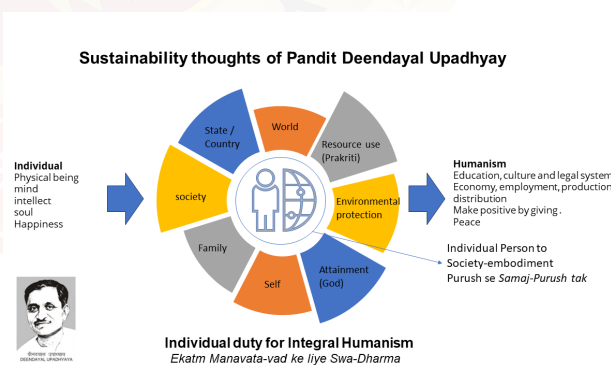 Sustainability thoughts of Pandit Deendayal Upadhyay
Individual
Physical being
mind
intellect
soul
Happiness
World
State /
Country
Resource use
(Prakriti)
society
Environmental
protection
Family
Attainment
(God)
Self
Humanism
Education, culture and legal system
Economy, employment, production
distribution
Make positive by giving .
Peace
Individual Person to
Society-embodiment
Purush se Samaj-Purush tak
दीनदयाल उपाध्याय
DEENDAYAL UPADHYAYA
Individual duty for Integral Humanism
Ekatm Manavata-vad ke liye Swa-Dharma